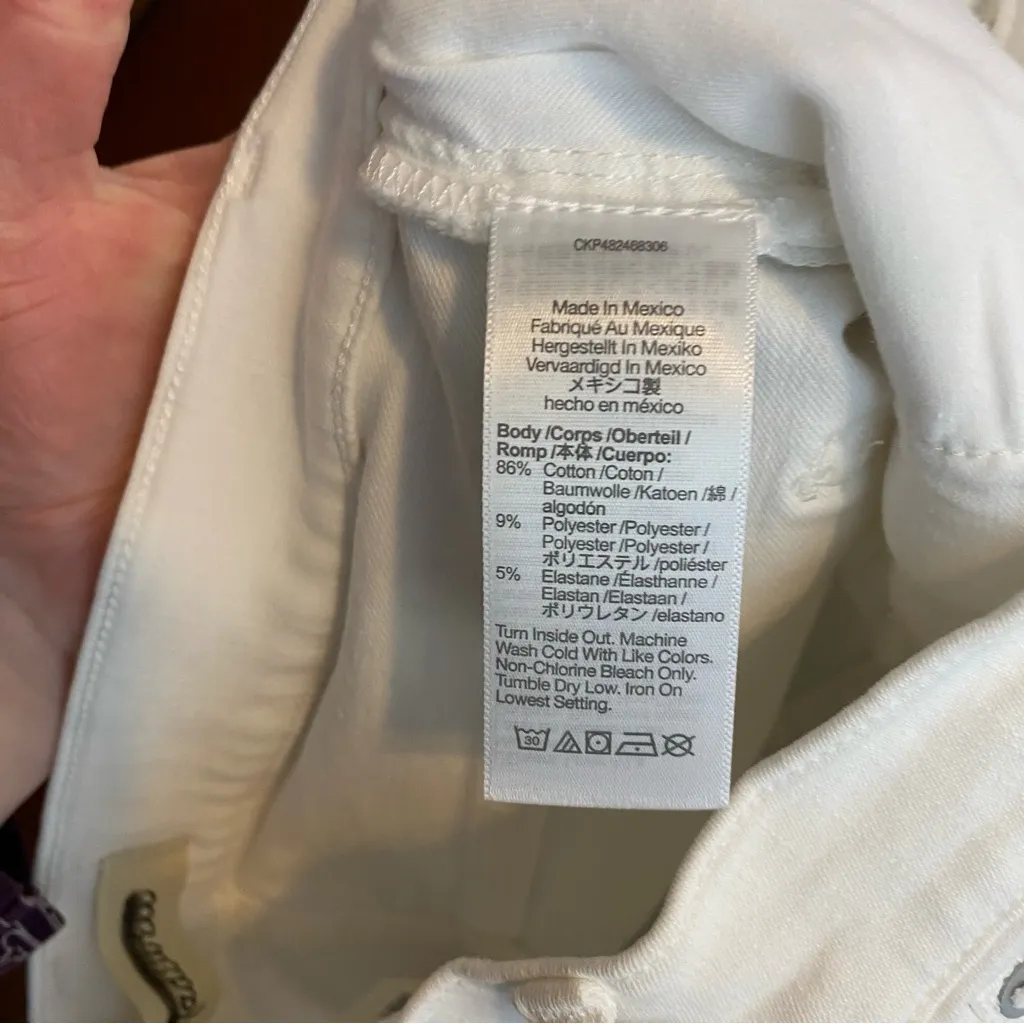 CKP482468306
Made In Mexico
Fabriqué Au Mexique
Hergestellt In Mexiko
Vervaardigd In Mexico
メキシコ製
hecho en méxico
Body /Corps /Oberteil /
Romp /本体 /Cuerpo:
86% Cotton /Coton /
Baumwolle /Katoen /綿 /
algodón
9% Polyester /Polyester /
Polyester /Polyester /
ポリエステル /poliéster
5% Elastane /Élasthanne /
Elastan /Elastaan /
ポリウレタン /elastano
Turn Inside Out. Machine
Wash Cold With Like Colors.
Non-Chlorine Bleach Only.
Tumble Dry Low. Iron On
Lowest Setting.
30